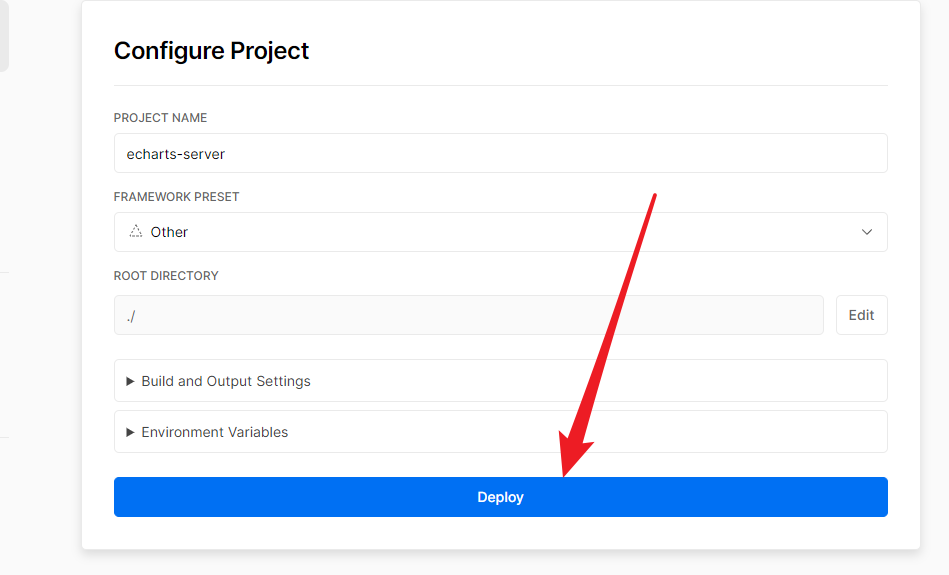 Configure Project
PROJECT NAME
echarts-server
FRAMEWORK PRESET
Other
ROOT DIRECTORY
./
Edit
Build and Output Settings
Environment Variables
Deploy